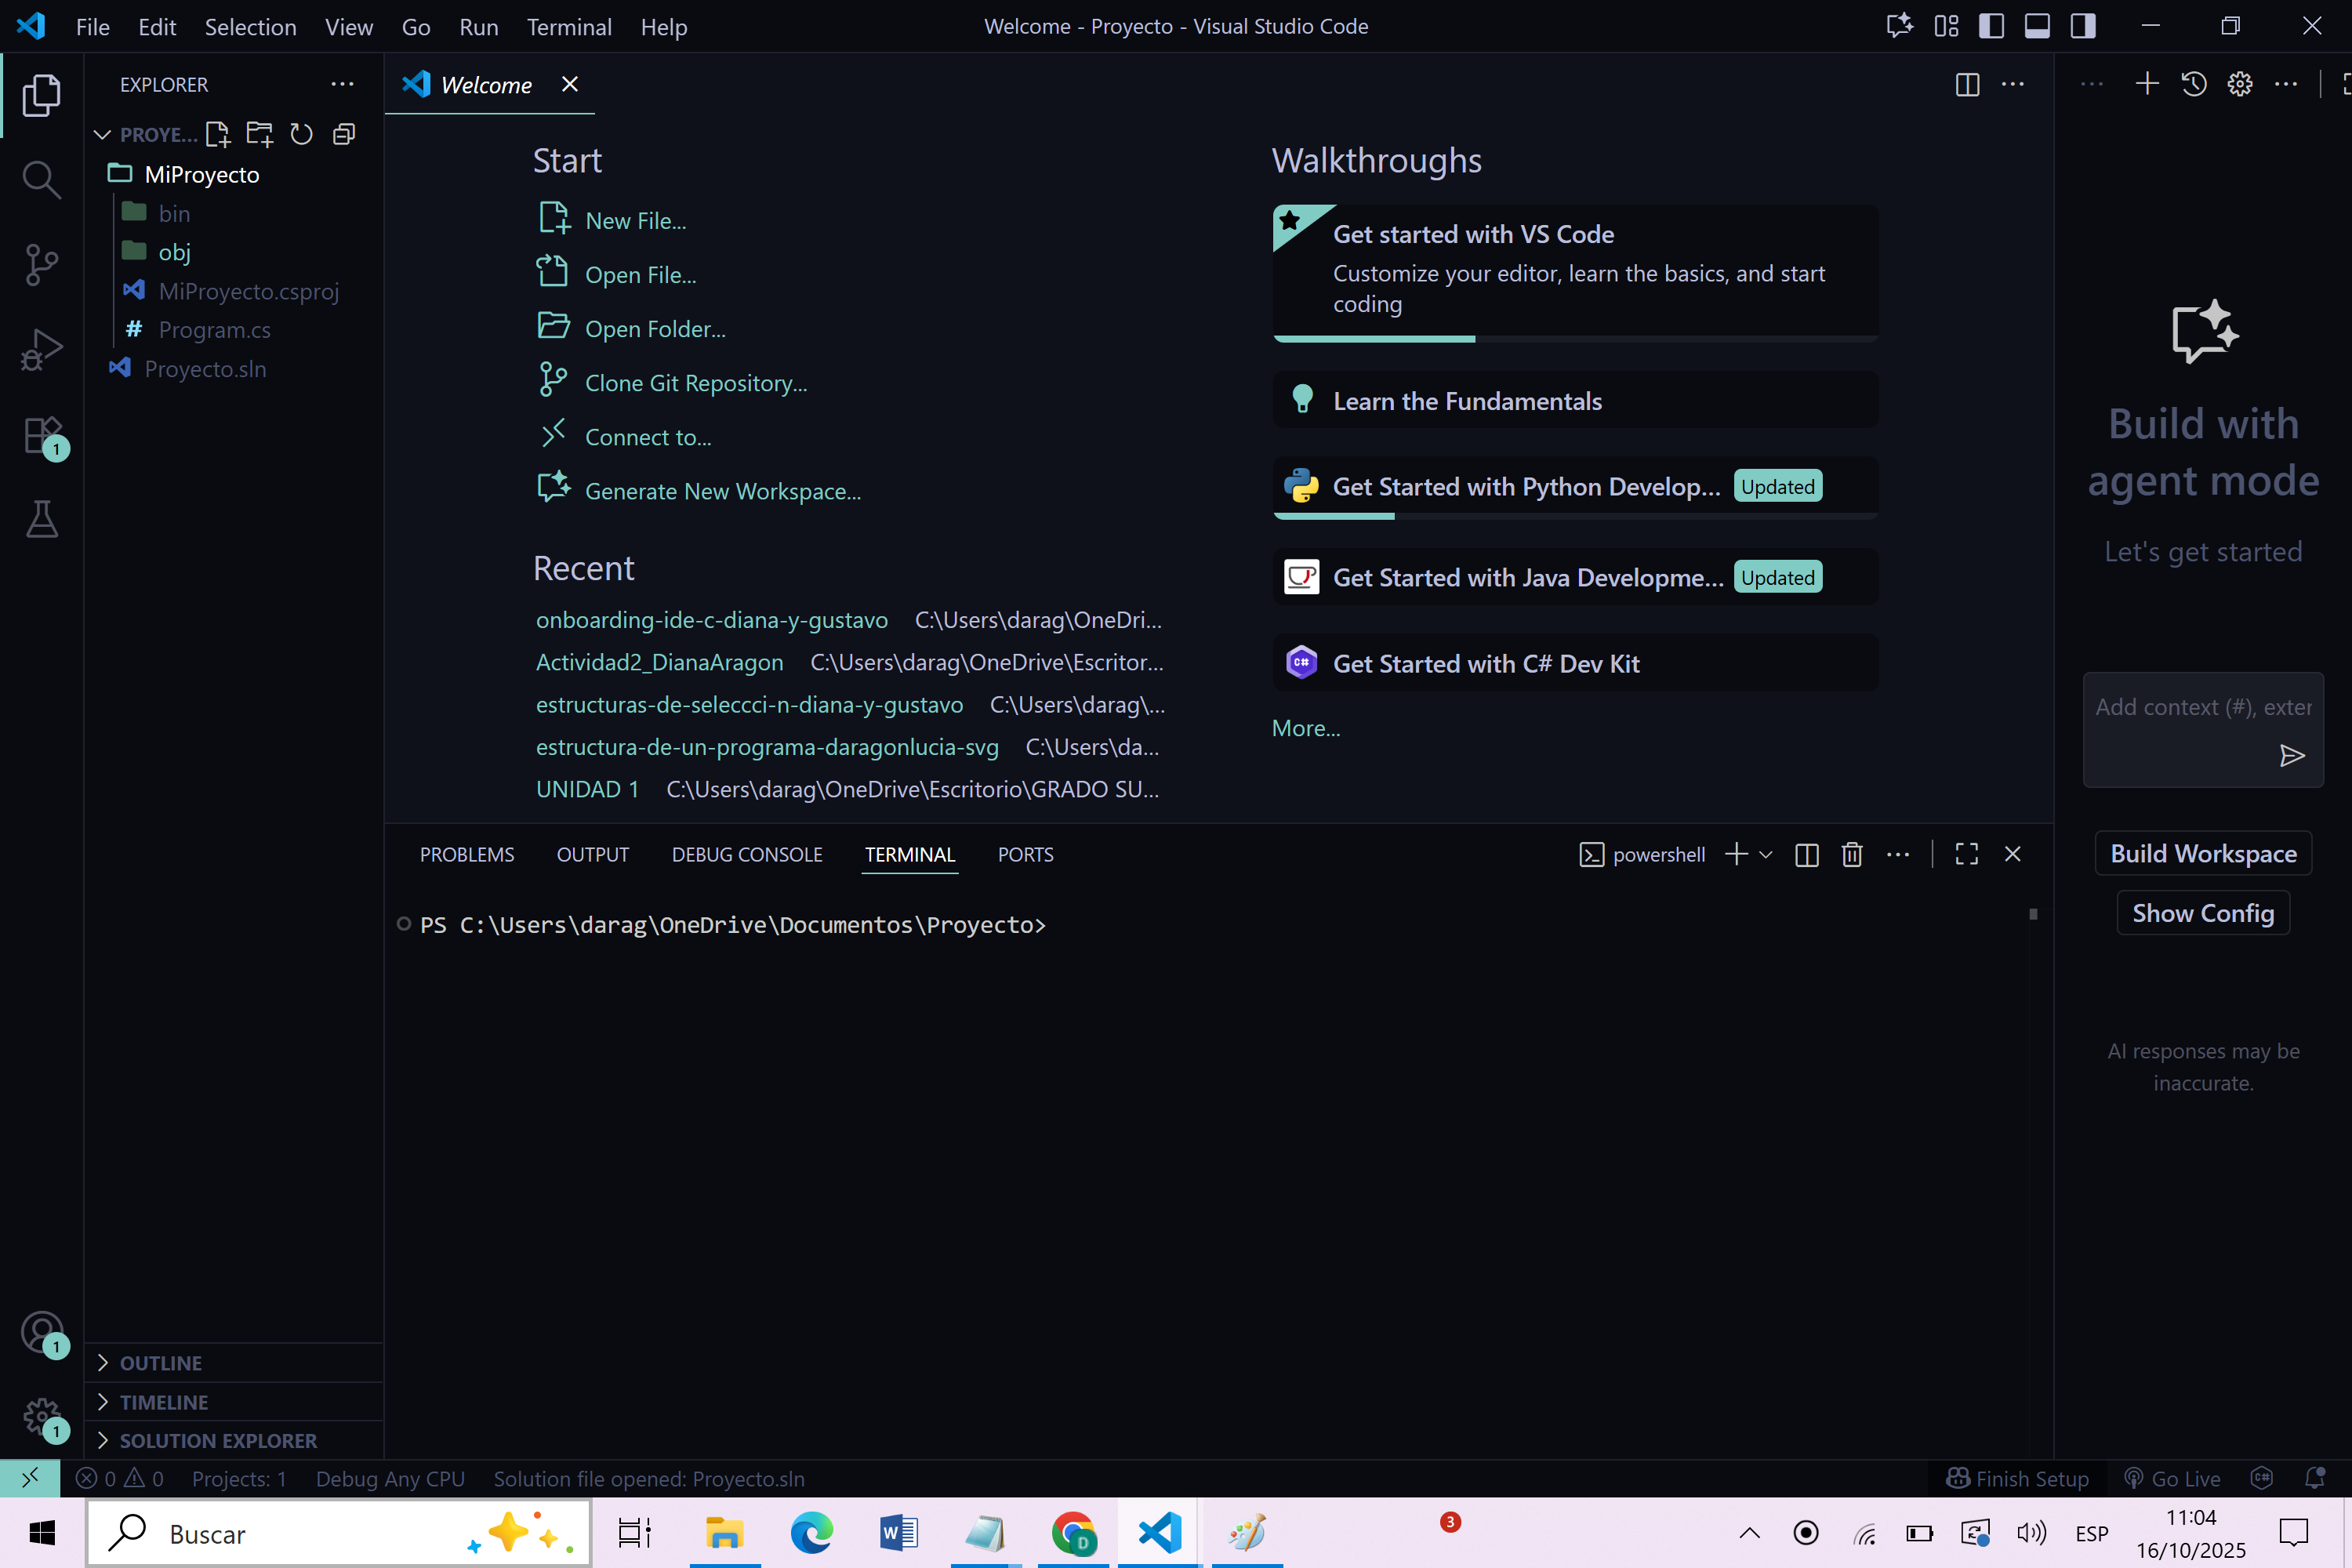 File Edit Selection View Go Run Terminal Help
Welcome - Proyecto - Visual Studio Code
EXPLORER
PROYE...
MiProyecto
bin
obj
MiProyecto.csproj
Program.cs
Proyecto.sln
OUTLINE
TIMELINE
SOLUTION EXPLORER
1
1
1
Welcome
Start
New File...
Open File...
Open Folder...
Clone Git Repository...
Connect to...
Generate New Workspace...
Recent
onboarding-ide-c-diana-y-gustavo C:\Users\darag\OneDri...
Actividad2_DianaAragon C:\Users\darag\OneDrive\Escritor...
estructuras-de-seleccci-n-diana-y-gustavo C:\Users\darag\...
estructura-de-un-programa-daragonlucia-svg C:\Users\da...
UNIDAD 1 C:\Users\darag\OneDrive\Escritorio\GRADO SU...
Walkthroughs
Get started with VS Code
Customize your editor, learn the basics, and start
coding
Learn the Fundamentals
Get Started with Python Develop... Updated
Get Started with Java Developme... Updated
C# Get Started with C# Dev Kit
More...
PROBLEMS OUTPUT DEBUG CONSOLE TERMINAL PORTS
powershell
PS C:\Users\darag\OneDrive\Documentos\Proyecto>
Build with
agent mode
Let's get started
Add context (#), exter
Build Workspace
Show Config
AI responses may be
inaccurate.
0 0 Projects: 1 Debug Any CPU Solution file opened: Proyecto.sln
Finish Setup Go Live
Buscar
W
D
3
ESP
11:04
16/10/2025